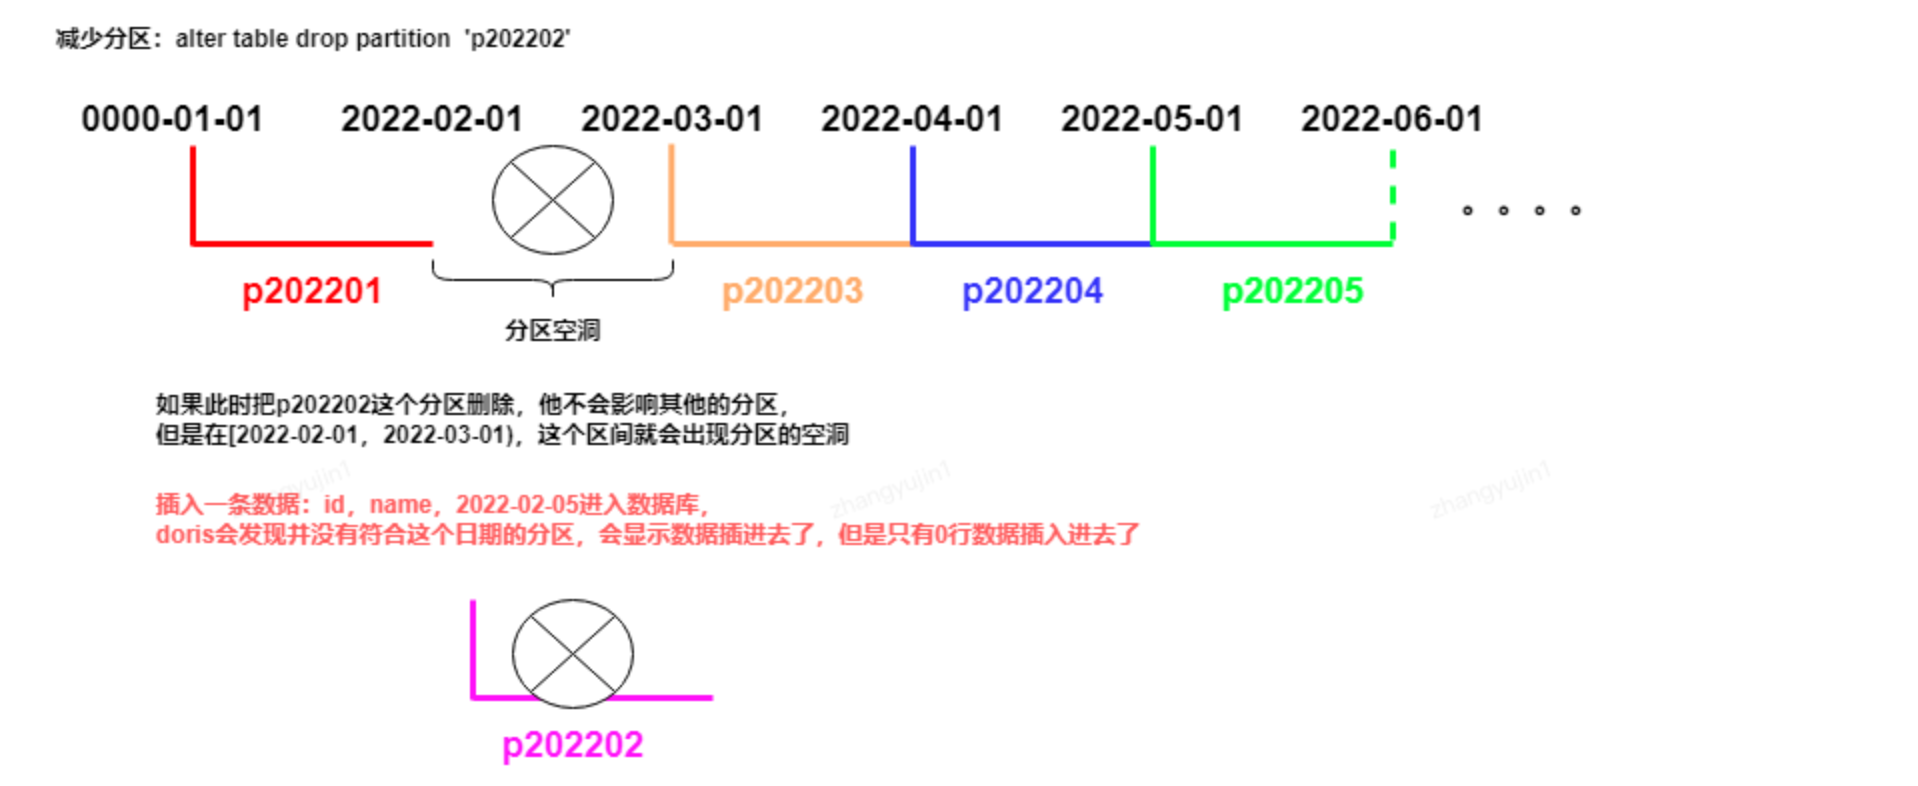 减少分区：alter table drop partition 'p202202'
0000-01-01 2022-02-01 2022-03-01 2022-04-01 2022-05-01 2022-06-01
p202201 p202203 p202204 p202205
分区空洞
如果此时把p202202这个分区删除，他不会影响其他的分区，
但是在[2022-02-01，2022-03-01)，这个区间就会出现分区的空洞
zhangyujin1 zhangyujin1
插入一条数据：id，name，2022-02-05进入数据库，
doris会发现并没有符合这个日期的分区，会显示数据插进去了，但是只有0行数据插入进去了
p202202